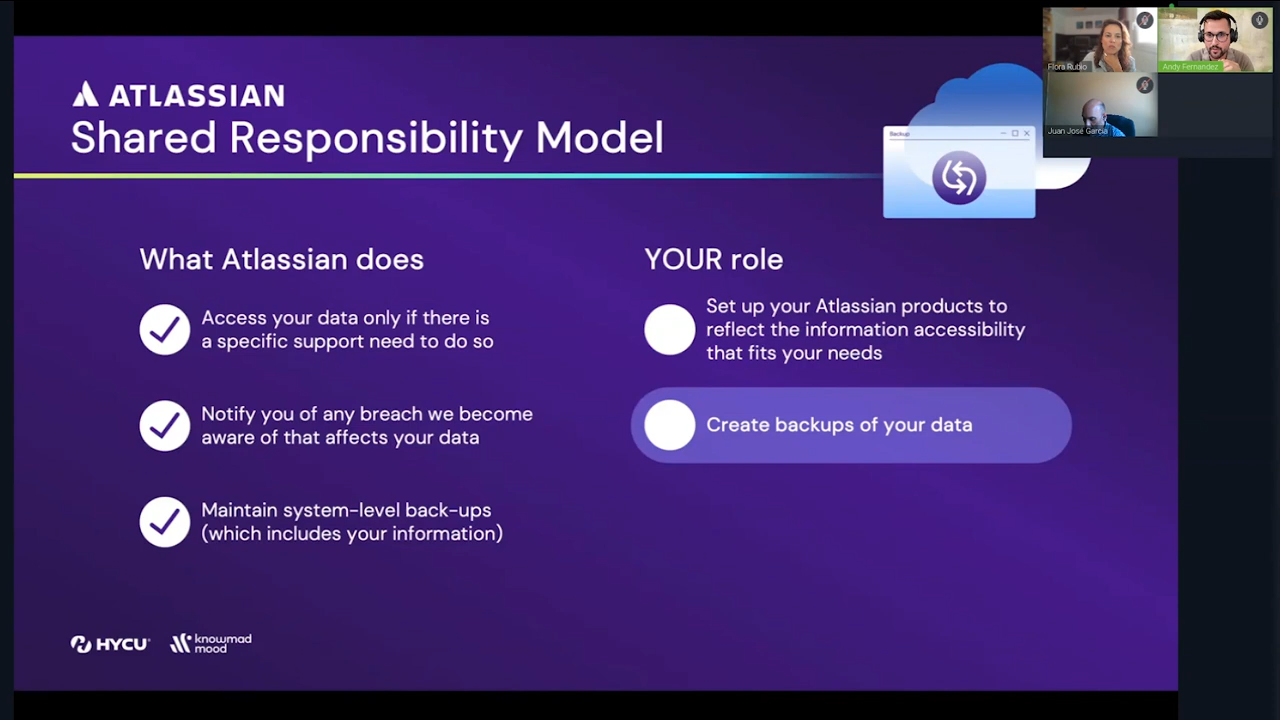 ATLASSIAN
Shared Responsibility Model
Backup
Flora Rubio
Andy Fernandez
Juan José García
What Atlassian does
Access your data only if there is
a specific support need to do so
Notify you of any breach we become
aware of that affects your data
Maintain system-level back-ups
(which includes your information)
YOUR role
Set up your Atlassian products to
reflect the information accessibility
that fits your needs
Create backups of your data
HYCU
knowmad
mood